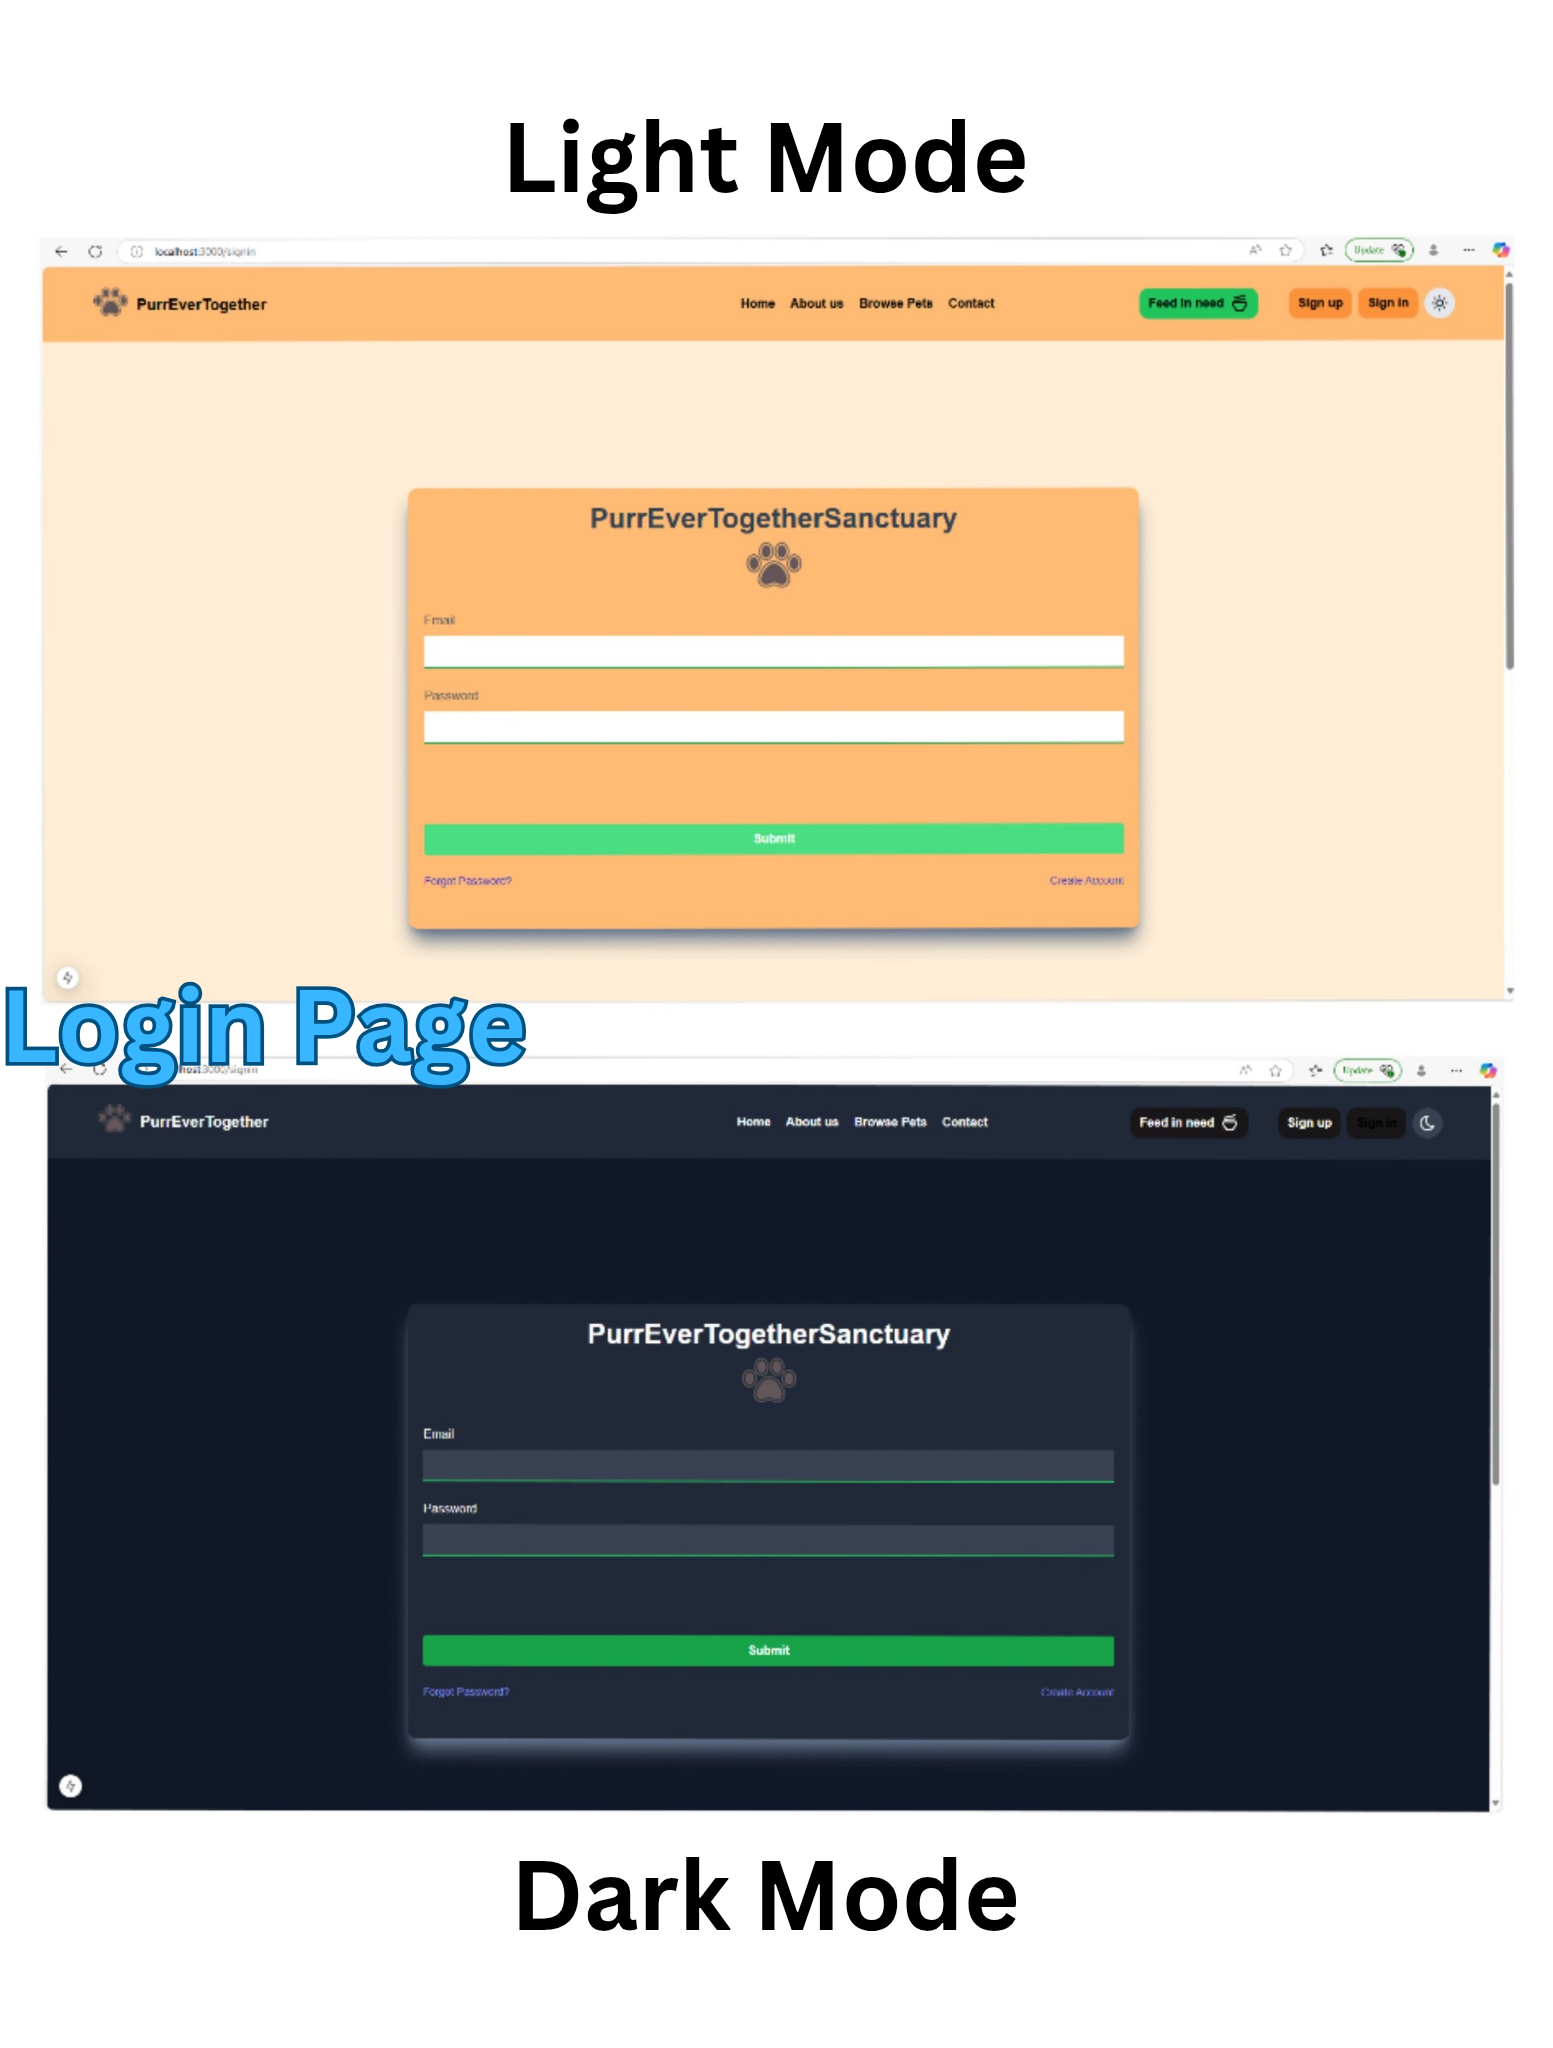 Light Mode
localhost:3000/signin
Update
PurrEverTogether
Home About us Browse Pets Contact
Feed in need
Sign up Sign in
PurrEverTogetherSanctuary
Email
Password
Submit
Forgot Password? Create Account
Login Page
host:3000/signin
Update
PurrEverTogether
Home About us Browse Pets Contact
Feed in need
Sign up Sign in
PurrEverTogetherSanctuary
Email
Password
Submit
Forgot Password? Create Account
Dark Mode